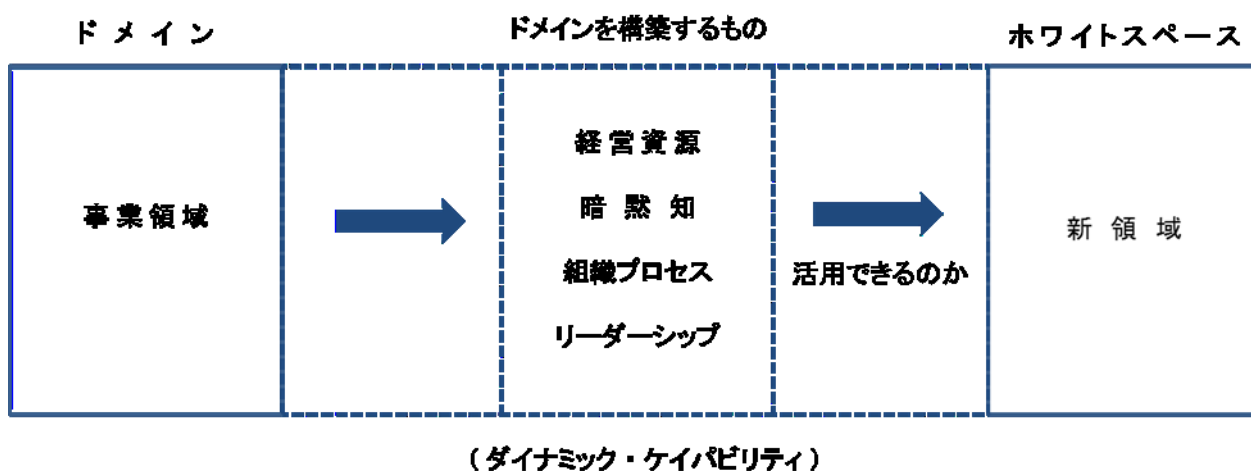 ドメイン
ドメインを構築するもの
ホワイトスペース
事業領域
経営資源
暗黙知
組織プロセス
リーダーシップ
活用できるのか
新領域
(ダイナミック・ケイパビリティ)